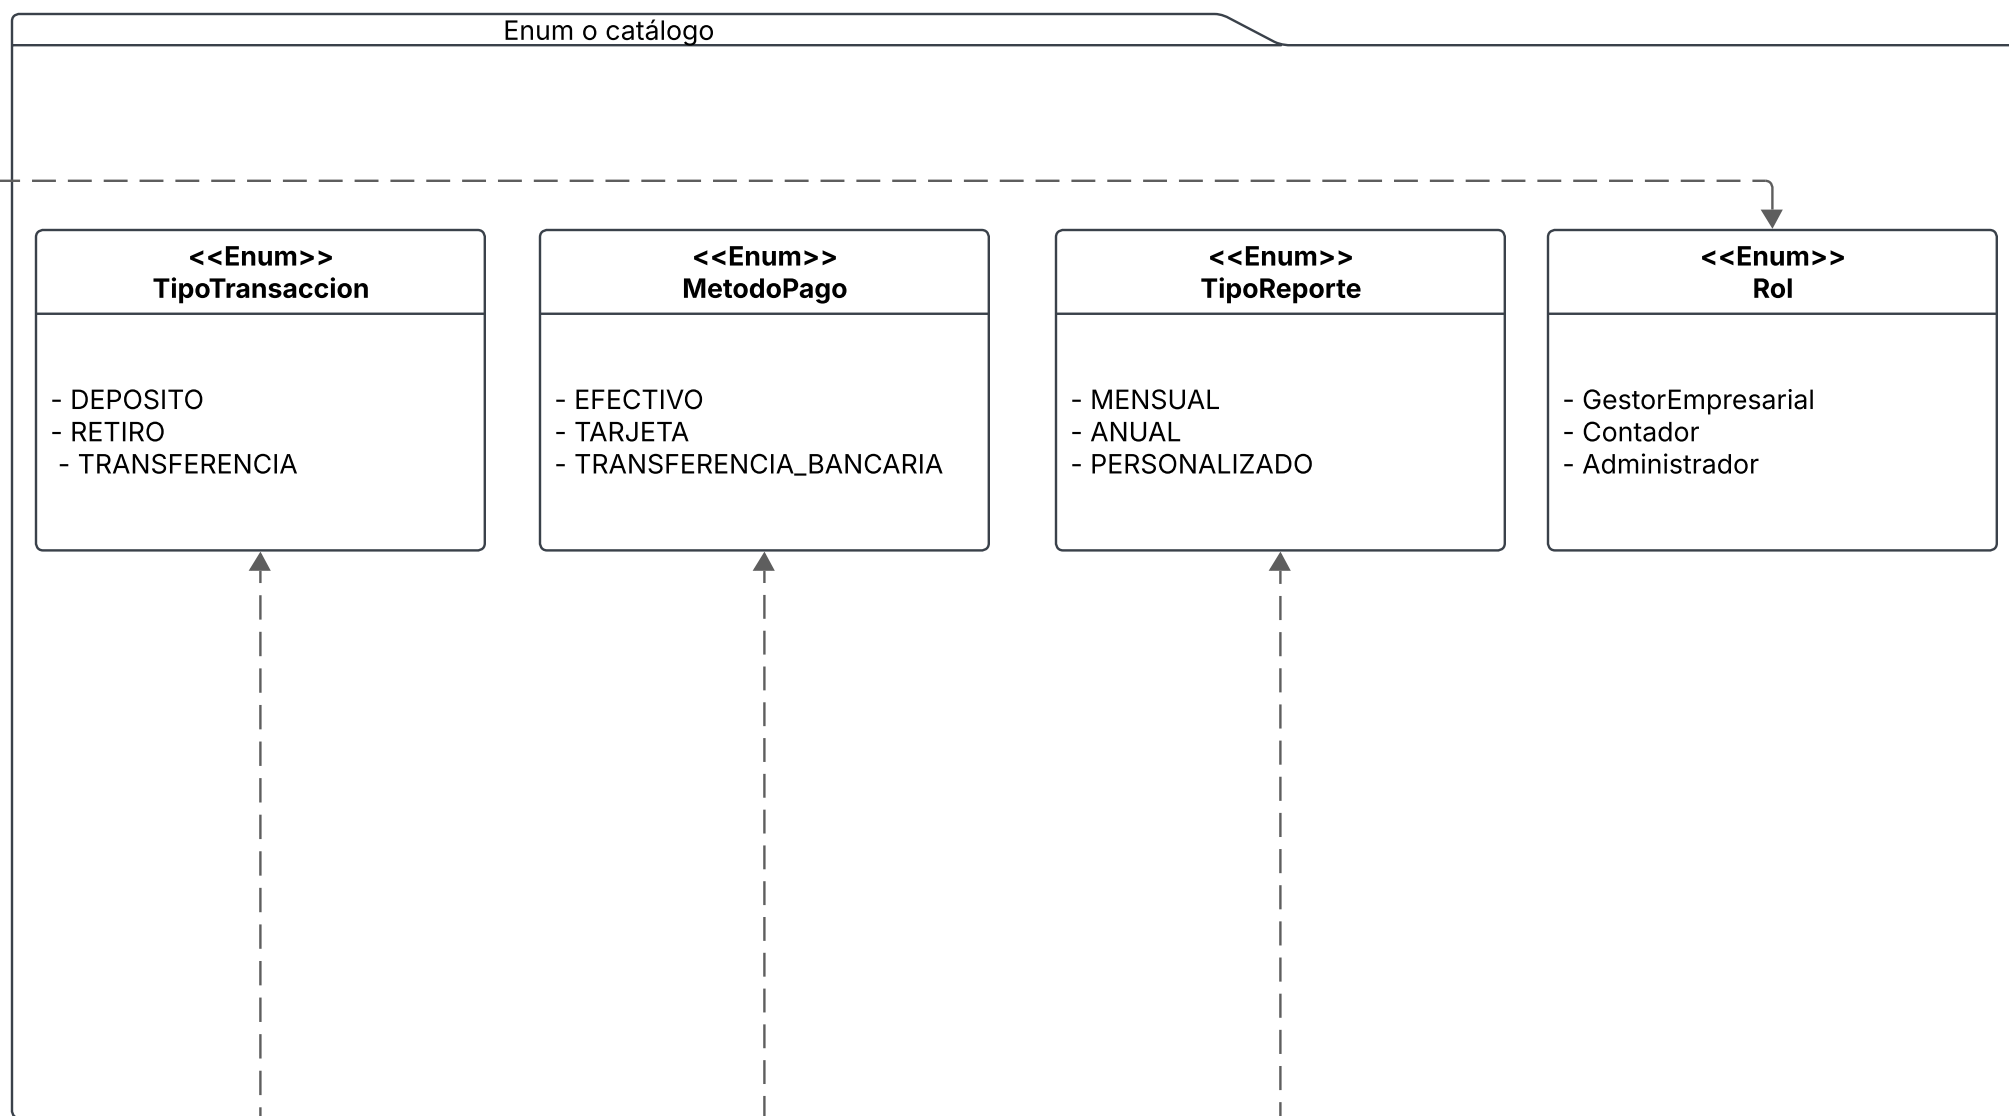 Enum o catálogo
<<Enum>>
TipoTransaccion
- DEPOSITO
- RETIRO
- TRANSFERENCIA
<<Enum>>
MetodoPago
- EFECTIVO
- TARJETA
- TRANSFERENCIA_BANCARIA
<<Enum>>
TipoReporte
- MENSUAL
- ANUAL
- PERSONALIZADO
<<Enum>>
Rol
- GestorEmpresarial
- Contador
- Administrador